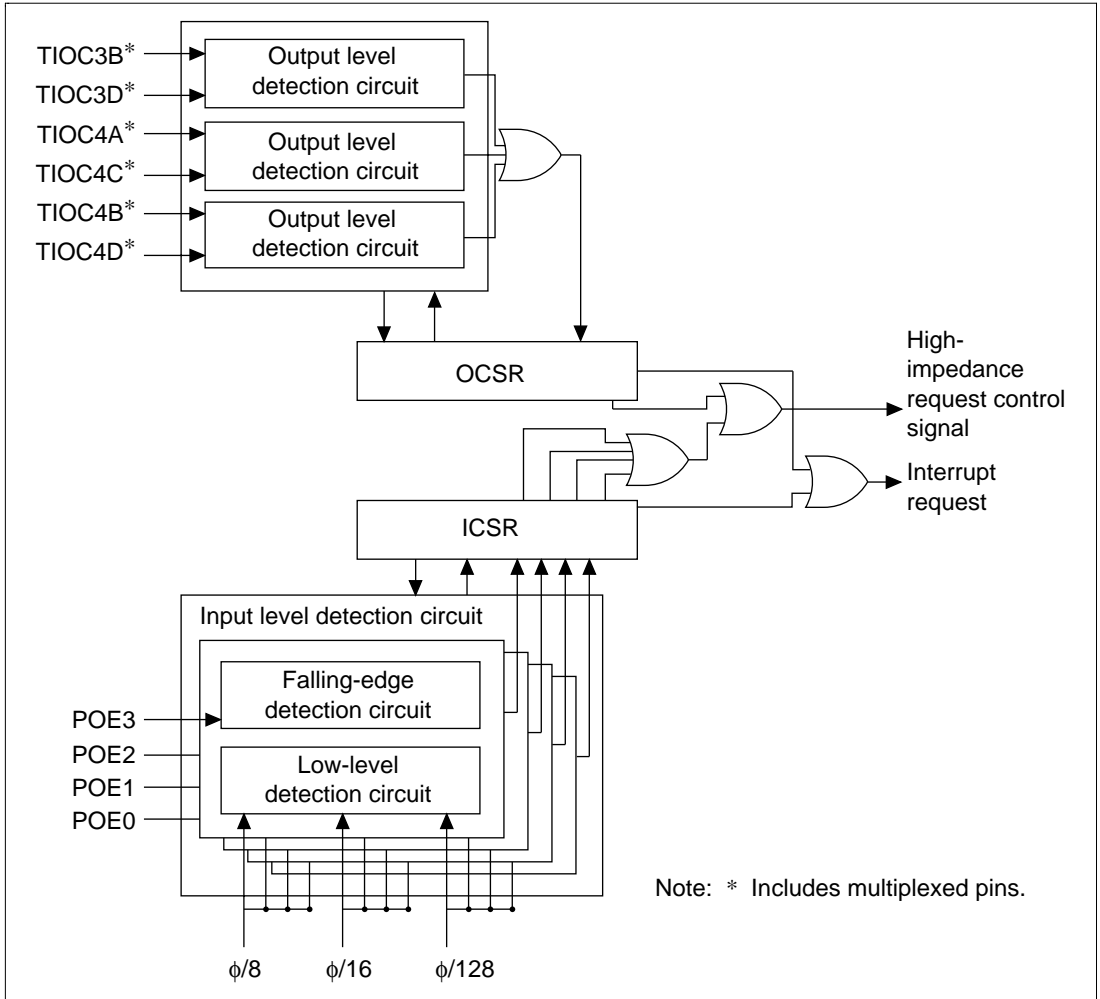 TIOC3B*
TIOC3D*
TIOC4A*
TIOC4C*
TIOC4B*
TIOC4D*
Output level
detection circuit
Output level
detection circuit
Output level
detection circuit
OCSR
High-
impedance
request control
signal
Interrupt
request
ICSR
Input level detection circuit
Falling-edge
detection circuit
Low-level
detection circuit
POE3
POE2
POE1
POE0
Note: * Includes multiplexed pins.
ϕ/8
ϕ/16
ϕ/128